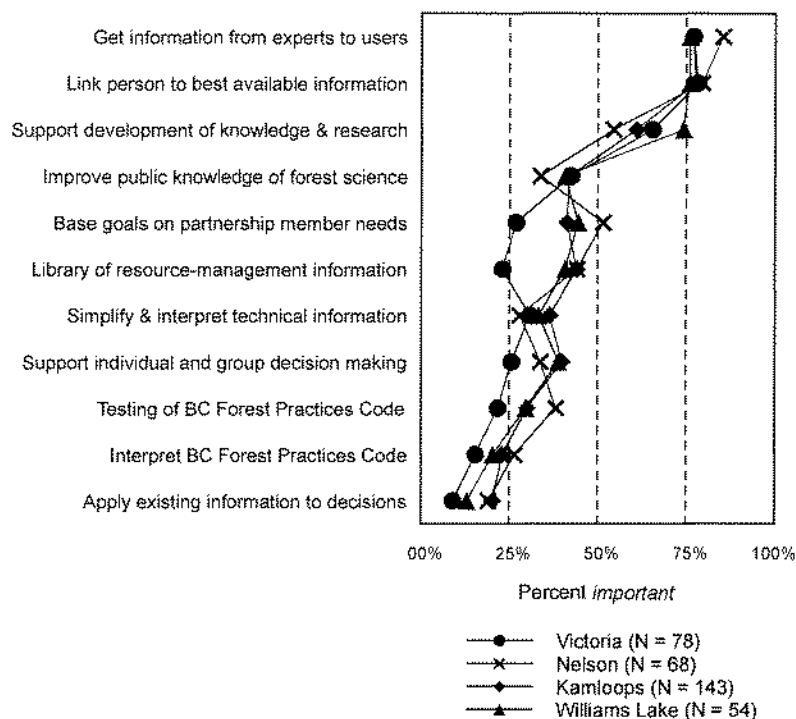 Get information from experts to users
Link person to best available information
Support development of knowledge & research
Improve public knowledge of forest science
Base goals on partnership member needs
Library of resource-management information
Simplify & interpret technical information
Support individual and group decision making
Testing of BC Forest Practices Code
Interpret BC Forest Practices Code
Apply existing information to decisions
00% 25% 50% 75% 100%
Percent important
Victoria (N = 78)
Nelson (N = 68)
Kamloops (N = 143)
Williams Lake (N = 54)